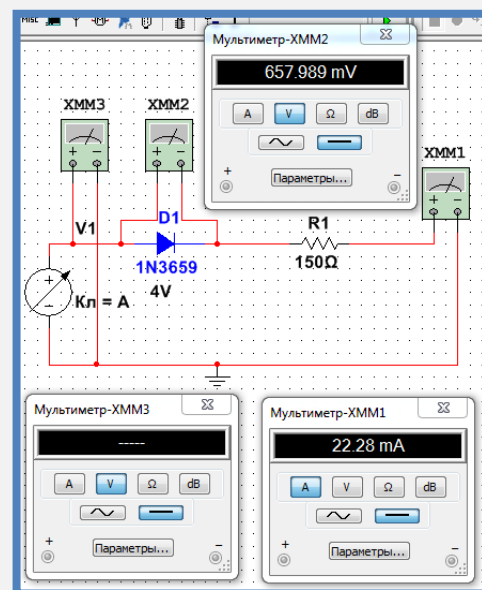 MISC
Мультиметр-XMM2
657.989 mV
A V Ω dB
+ Параметры... -
XMM3 XMM2
XMM1
V1
D1
R1
1N3659
150Ω
4V
Кл = A
Мультиметр-XMM3
-----
A V Ω dB
+ Параметры... -
Мультиметр-XMM1
22.28 mA
A V Ω dB
+ Параметры... -